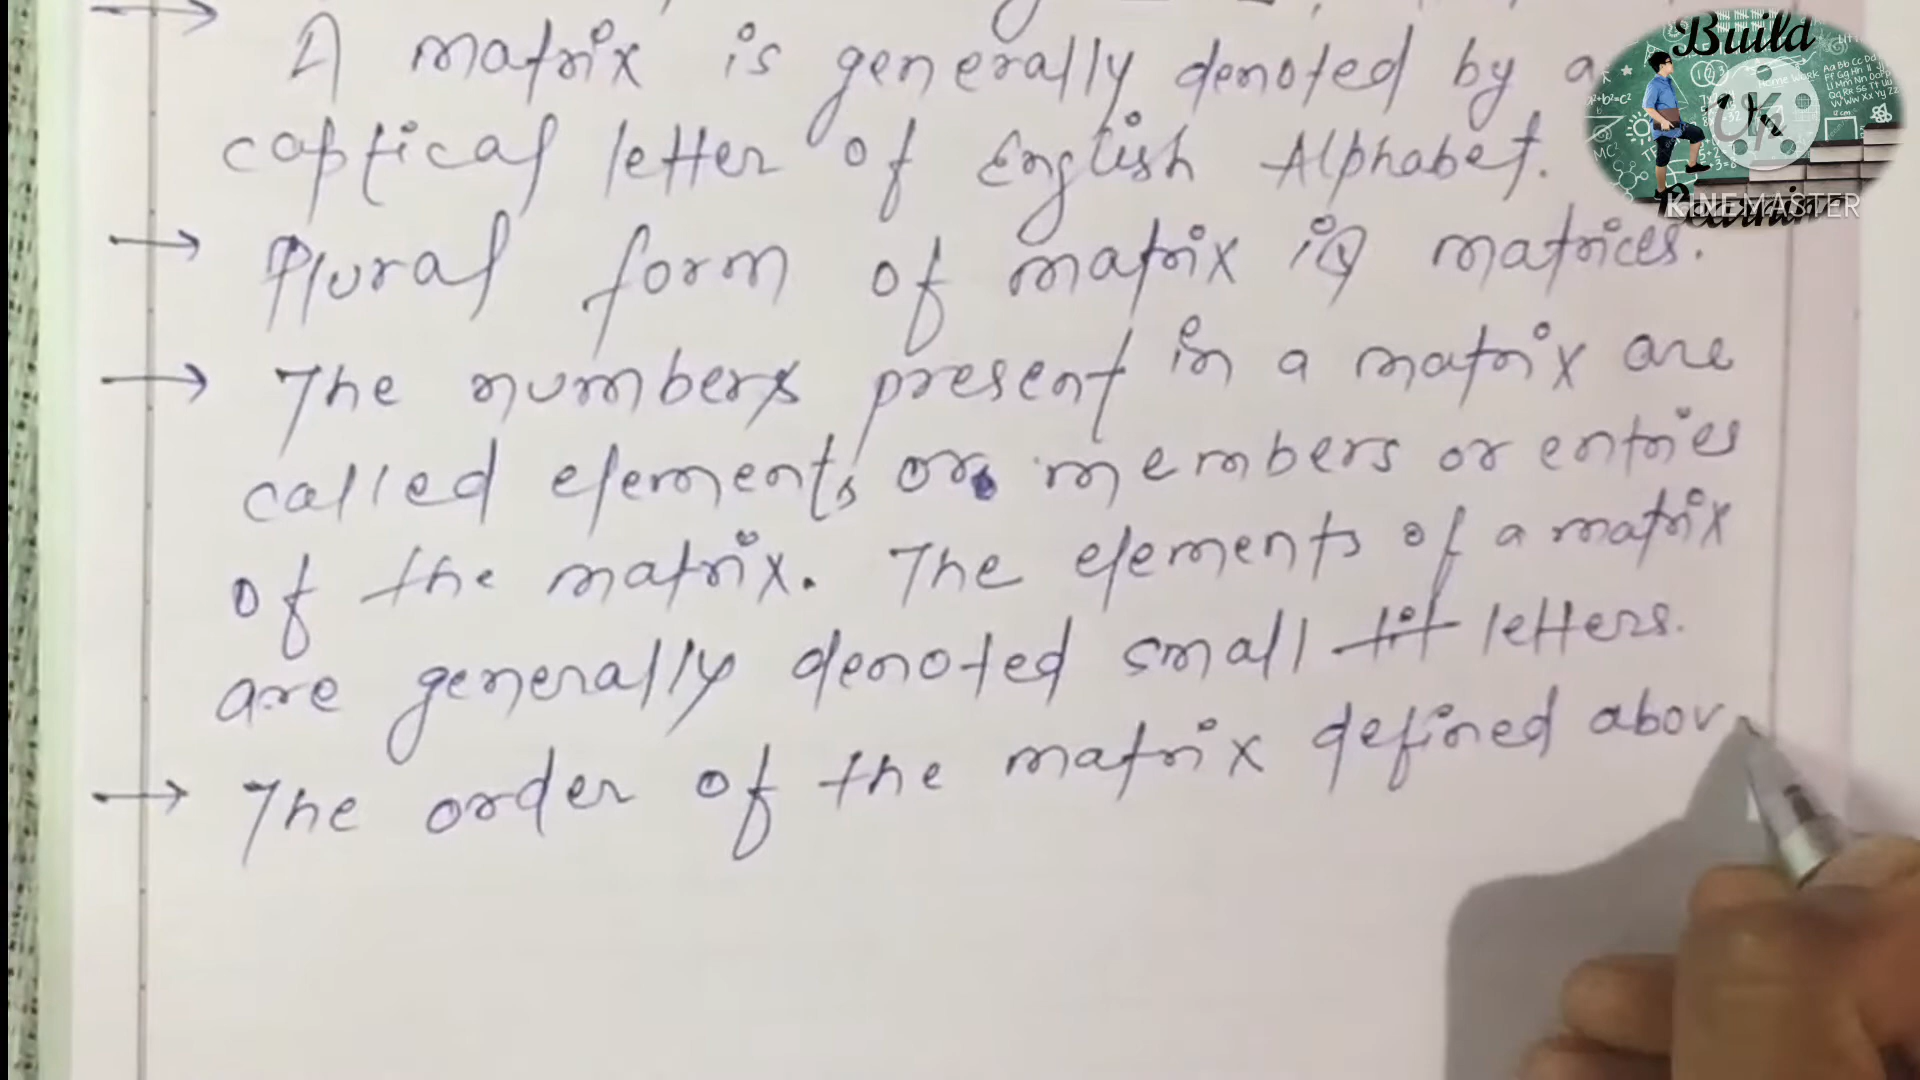 A matrix is generally denoted by a
captical letter of English Alphabet.
Plural form of matrix is matrices.
The numbers present in a matrix are
called elements or members or entries
of the matrix. The elements of a matrix
are generally denoted small letters.
The order of the matrix defined abov
Build
KINEMASTER